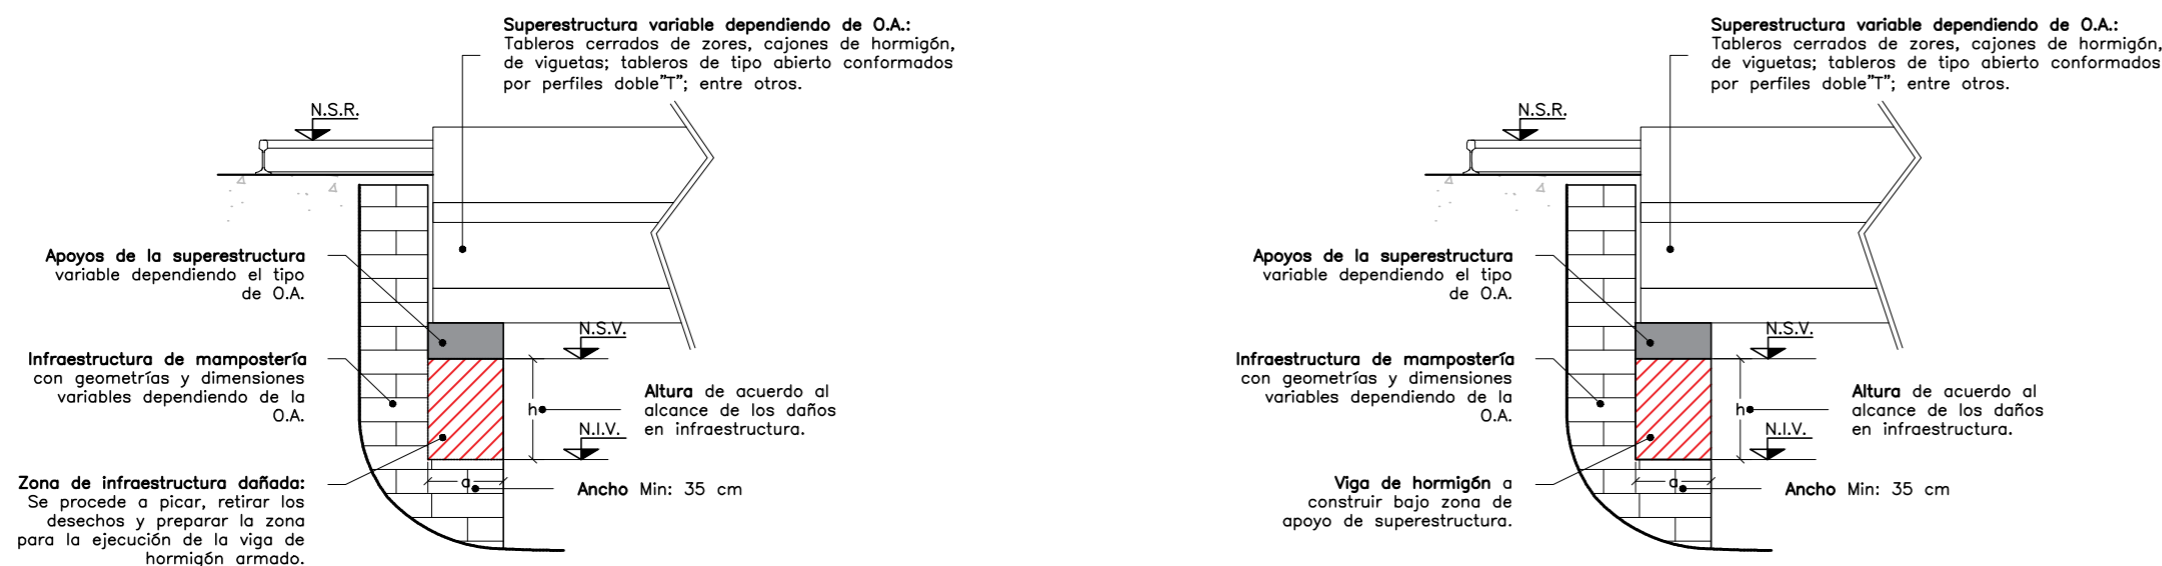 Superestructura variable dependiendo de O.A.:
Tableros cerrados de zores, cajones de hormigón,
de viguetas; tableros de tipo abierto conformados
por perfiles doble"T"; entre otros.
N.S.R.
Apoyos de la superestructura
variable dependiendo el tipo
de O.A.
N.S.V.
Infraestructura de mampostería
con geometrías y dimensiones
variables dependiendo de la
O.A.
h
Altura de acuerdo al
alcance de los daños
en infraestructura.
N.I.V.
Zona de infraestructura dañada:
Se procede a picar, retirar los
desechos y preparar la zona
para la ejecución de la viga de
hormigón armado.
a
Ancho Min: 35 cm
Superestructura variable dependiendo de O.A.:
Tableros cerrados de zores, cajones de hormigón,
de viguetas; tableros de tipo abierto conformados
por perfiles doble"T"; entre otros.
N.S.R.
Apoyos de la superestructura
variable dependiendo el tipo
de O.A.
N.S.V.
Infraestructura de mampostería
con geometrías y dimensiones
variables dependiendo de la
O.A.
h
Altura de acuerdo al
alcance de los daños
en infraestructura.
N.I.V.
Viga de hormigón a
construir bajo zona de
apoyo de superestructura.
a
Ancho Min: 35 cm